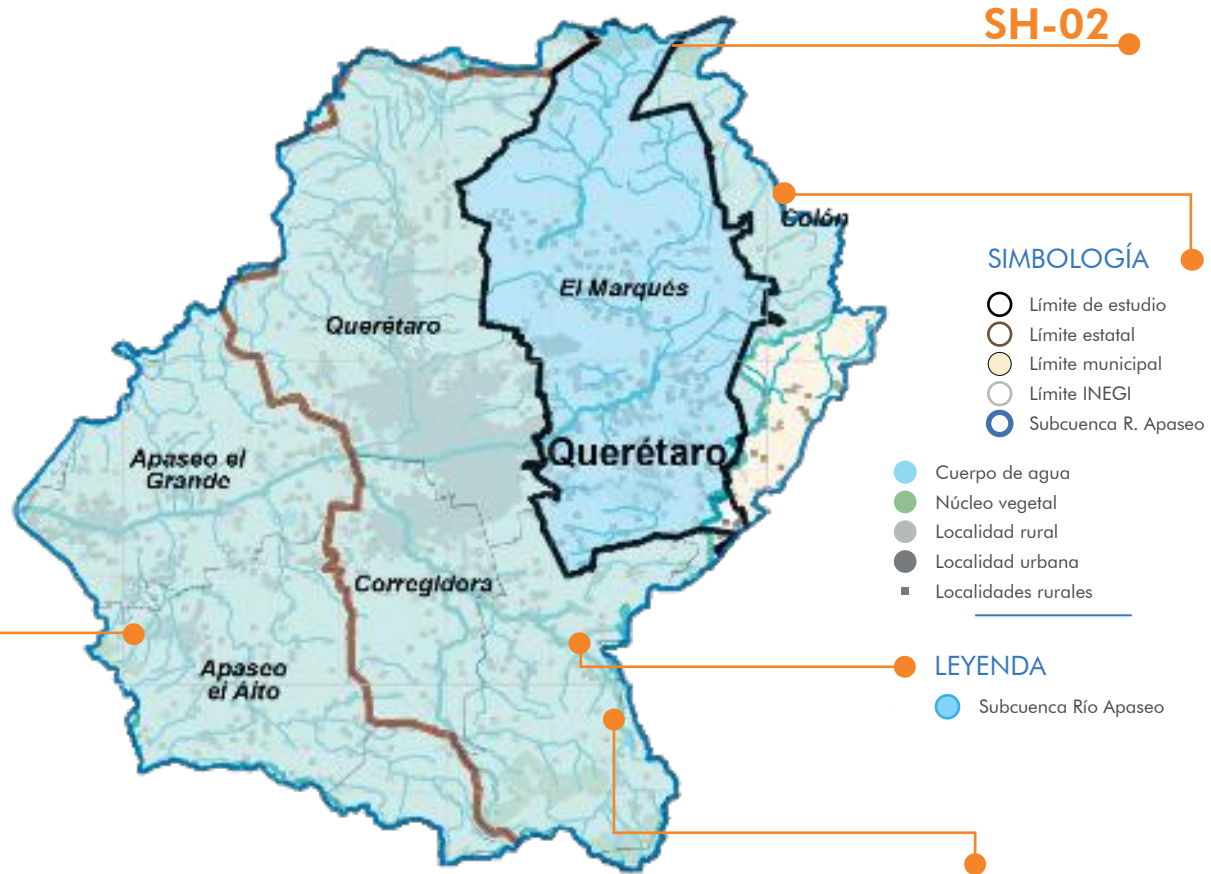 SH-02
Colón
El Marqués
Querétaro
Querétaro
Apaseo el
Grande
Corregidora
Apaseo
el Alto
SIMBOLOGÍA
Límite de estudio
Límite estatal
Límite municipal
Límite INEGI
Subcuenca R. Apaseo
Cuerpo de agua
Núcleo vegetal
Localidad rural
Localidad urbana
Localidades rurales
LEYENDA
Subcuenca Río Apaseo